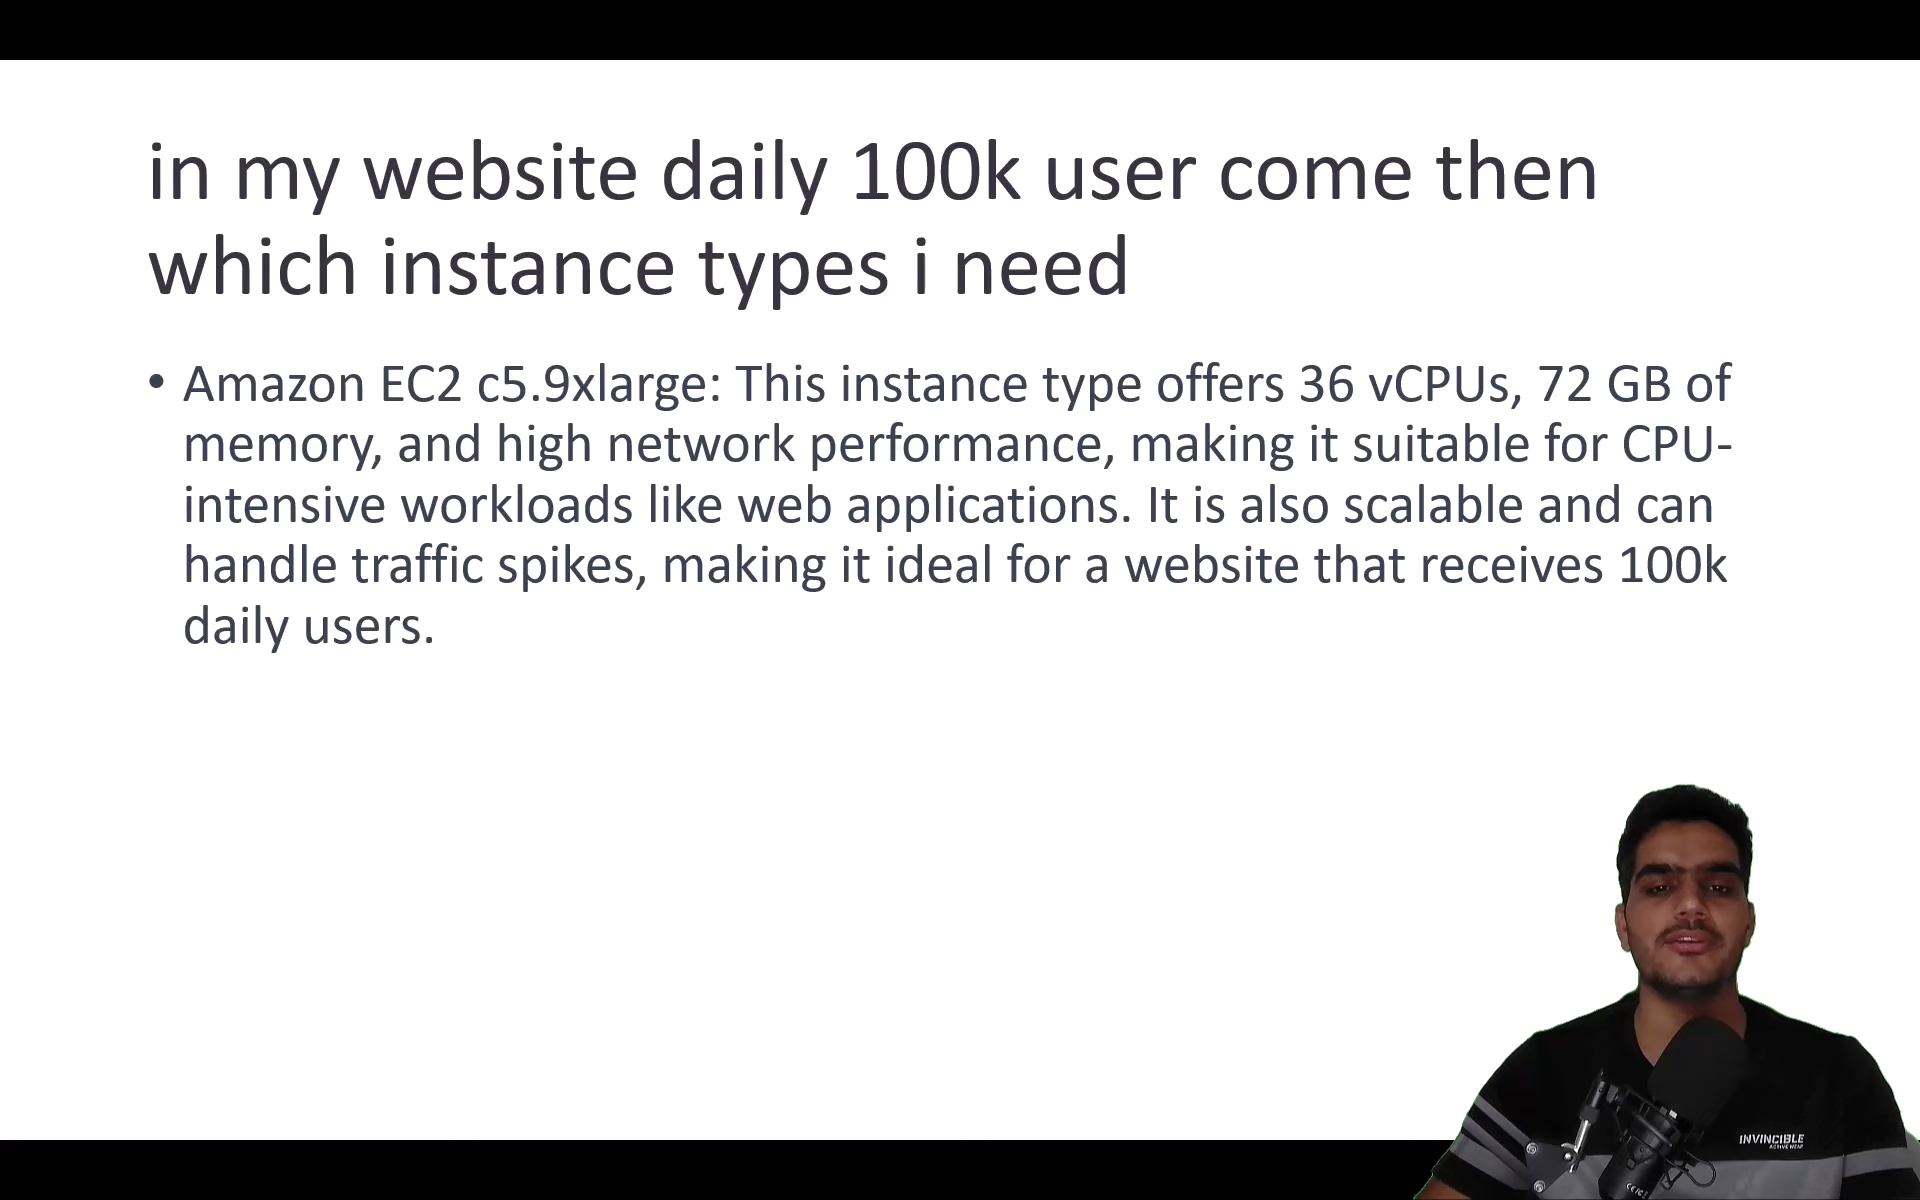 in my website daily 100k user come then
which instance types i need
• Amazon EC2 c5.9xlarge: This instance type offers 36 vCPUs, 72 GB of
memory, and high network performance, making it suitable for CPU-
intensive workloads like web applications. It is also scalable and can
handle traffic spikes, making it ideal for a website that receives 100k
daily users.
INVINCIBLE
ACTIVE WEAR